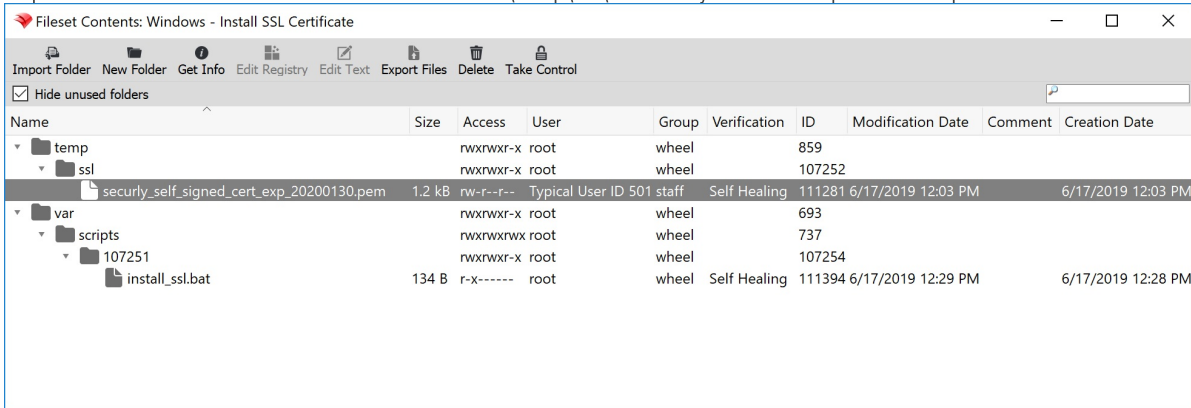 Fileset Contents: Windows - Install SSL Certificate
Import Folder New Folder Get Info Edit Registry Edit Text Export Files Delete Take Control
Hide unused folders
Name Size Access User Group Verification ID Modification Date Comment Creation Date
temp rwxrwxr-x root wheel 859
ssl rwxrwxr-x root wheel 107252
securly_self_signed_cert_exp_20200130.pem 1.2 kB rw-r--r-- Typical User ID 501 staff Self Healing 111281 6/17/2019 12:03 PM 6/17/2019 12:03 PM
var rwxrwxr-x root wheel 693
scripts rwxrwxrwx root wheel 737
107251 rwxrwxr-x root wheel 107254
install_ssl.bat 134 B r-x------ root wheel Self Healing 111394 6/17/2019 12:29 PM 6/17/2019 12:28 PM